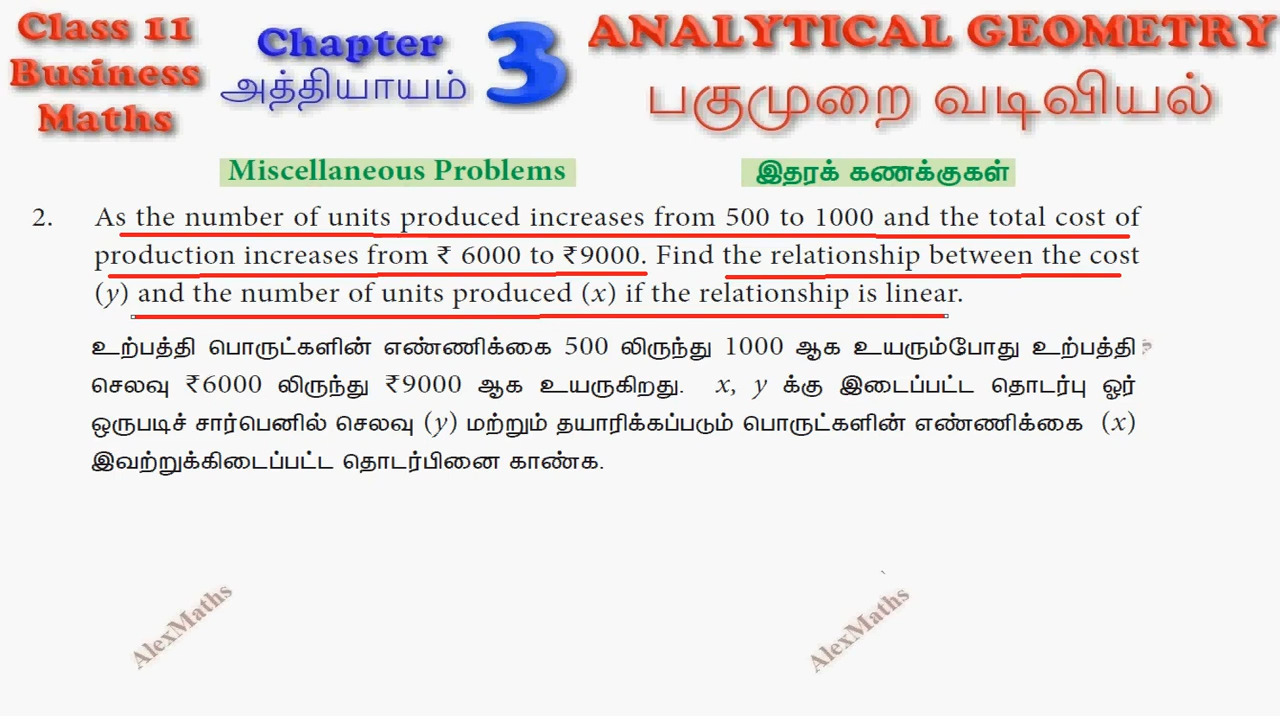 Class 11
Business
Maths
Chapter
அத்தியாயம்
3
ANALYTICAL GEOMETRY
பகுமுறை வடிவியல்
Miscellaneous Problems
இதரக் கணக்குகள்
2. As the number of units produced increases from 500 to 1000 and the total cost of
production increases from ₹ 6000 to ₹9000. Find the relationship between the cost
(y) and the number of units produced (x) if the relationship is linear.
உற்பத்தி பொருட்களின் எண்ணிக்கை 500 லிருந்து 1000 ஆக உயரும்போது உற்பத்தி
செலவு ₹6000 லிருந்து ₹9000 ஆக உயருகிறது. x, y க்கு இடைப்பட்ட தொடர்பு ஓர்
ஒருபடிச் சார்பெனில் செலவு (y) மற்றும் தயாரிக்கப்படும் பொருட்களின் எண்ணிக்கை (x)
இவற்றுக்கிடைப்பட்ட தொடர்பினை காண்க.
AlexMaths
AlexMaths